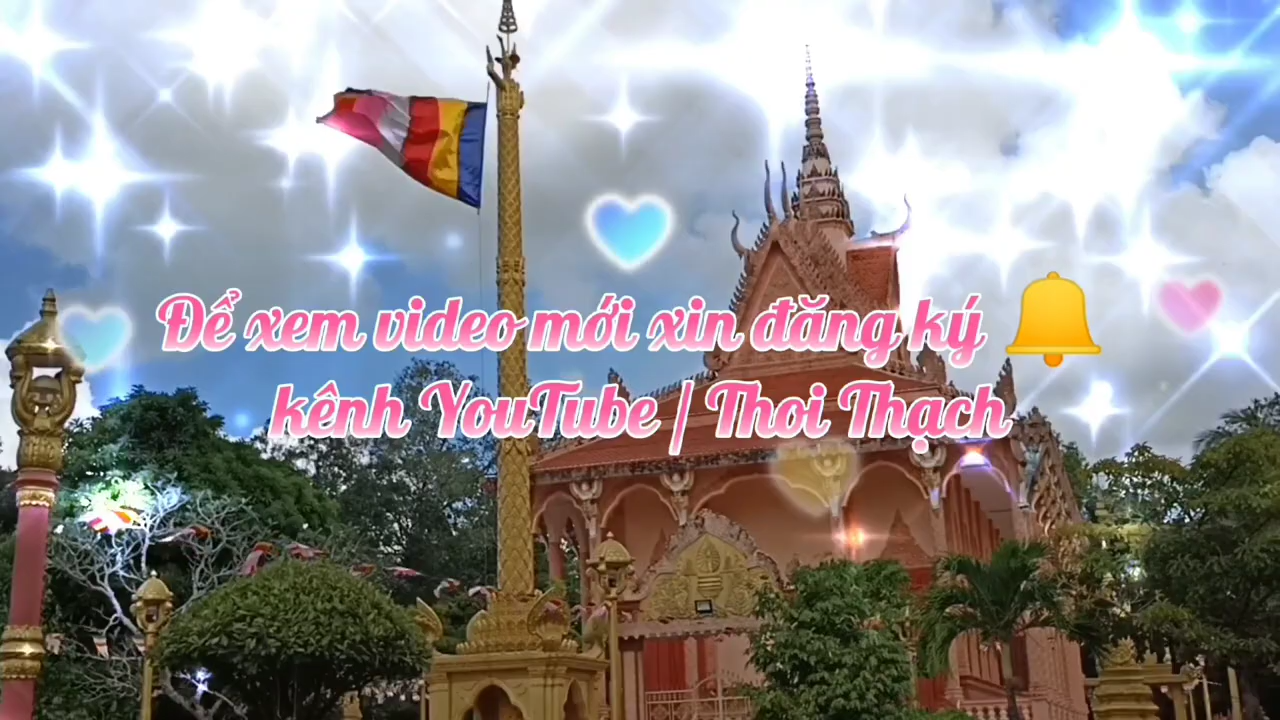 Để xem video mới xin đăng ký 🔔
kênh YouTube / Thoi Thạch